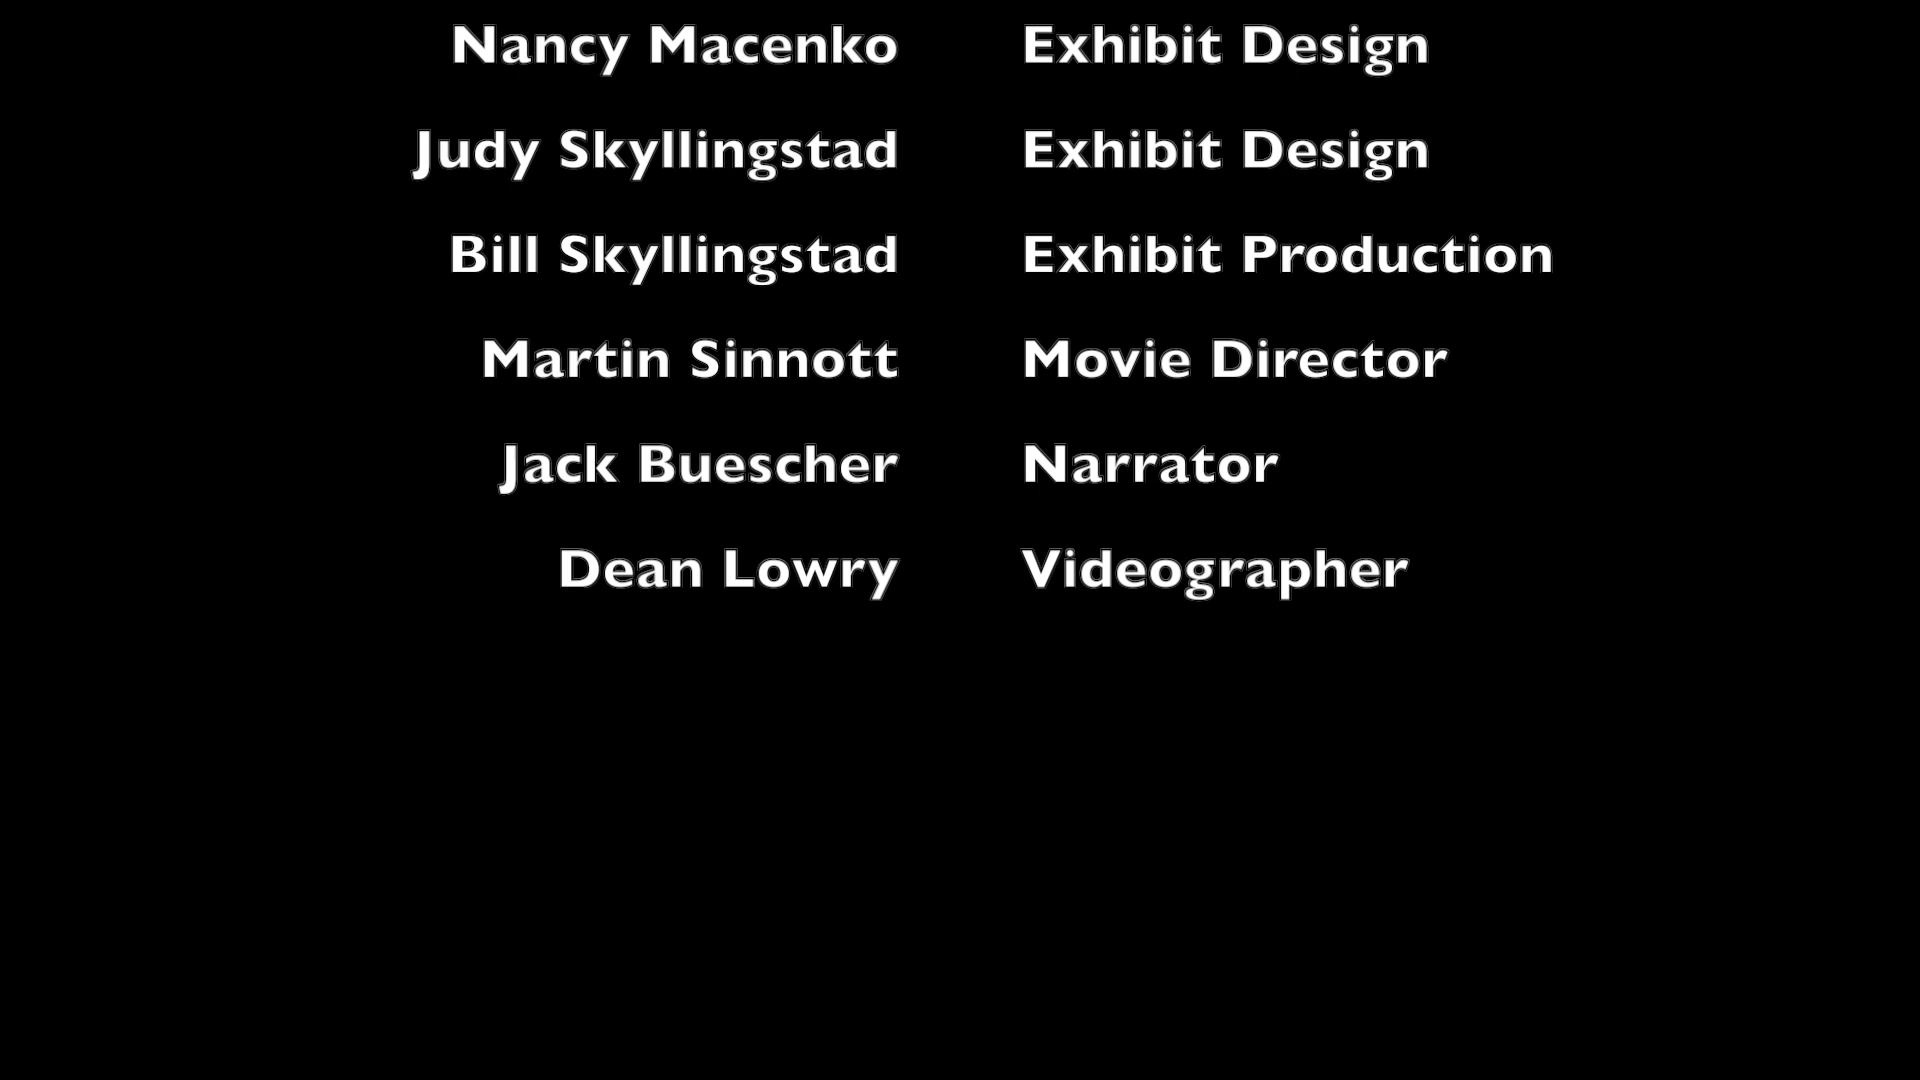 Nancy Macenko Exhibit Design
Judy Skyllingstad Exhibit Design
Bill Skyllingstad Exhibit Production
Martin Sinnott Movie Director
Jack Buescher Narrator
Dean Lowry Videographer